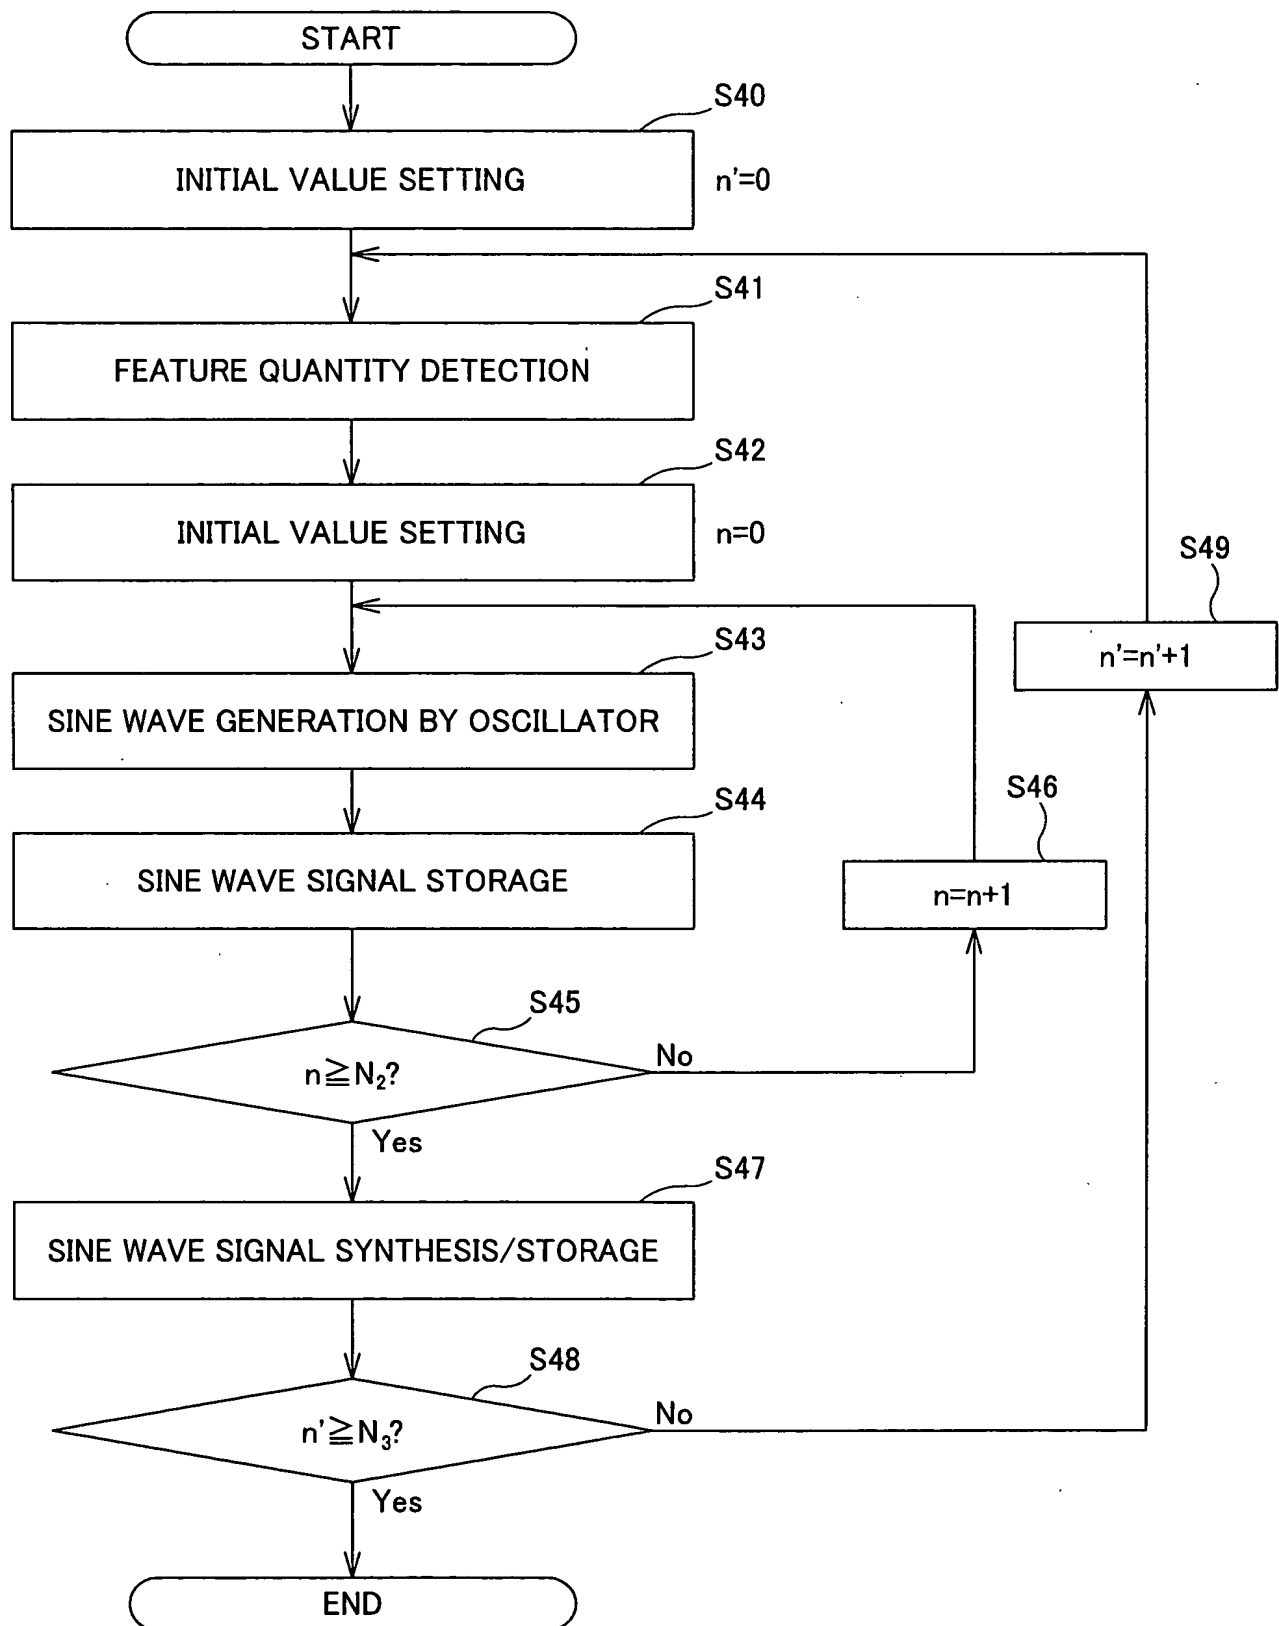 START
S40
INITIAL VALUE SETTING
n'=0
S41
FEATURE QUANTITY DETECTION
S42
INITIAL VALUE SETTING
n=0
S49
n'=n'+1
S43
SINE WAVE GENERATION BY OSCILLATOR
S44
SINE WAVE SIGNAL STORAGE
S46
n=n+1
S45
n≧N₂?
No
Yes
S47
SINE WAVE SIGNAL SYNTHESIS/STORAGE
S48
n'≧N₃?
No
Yes
END